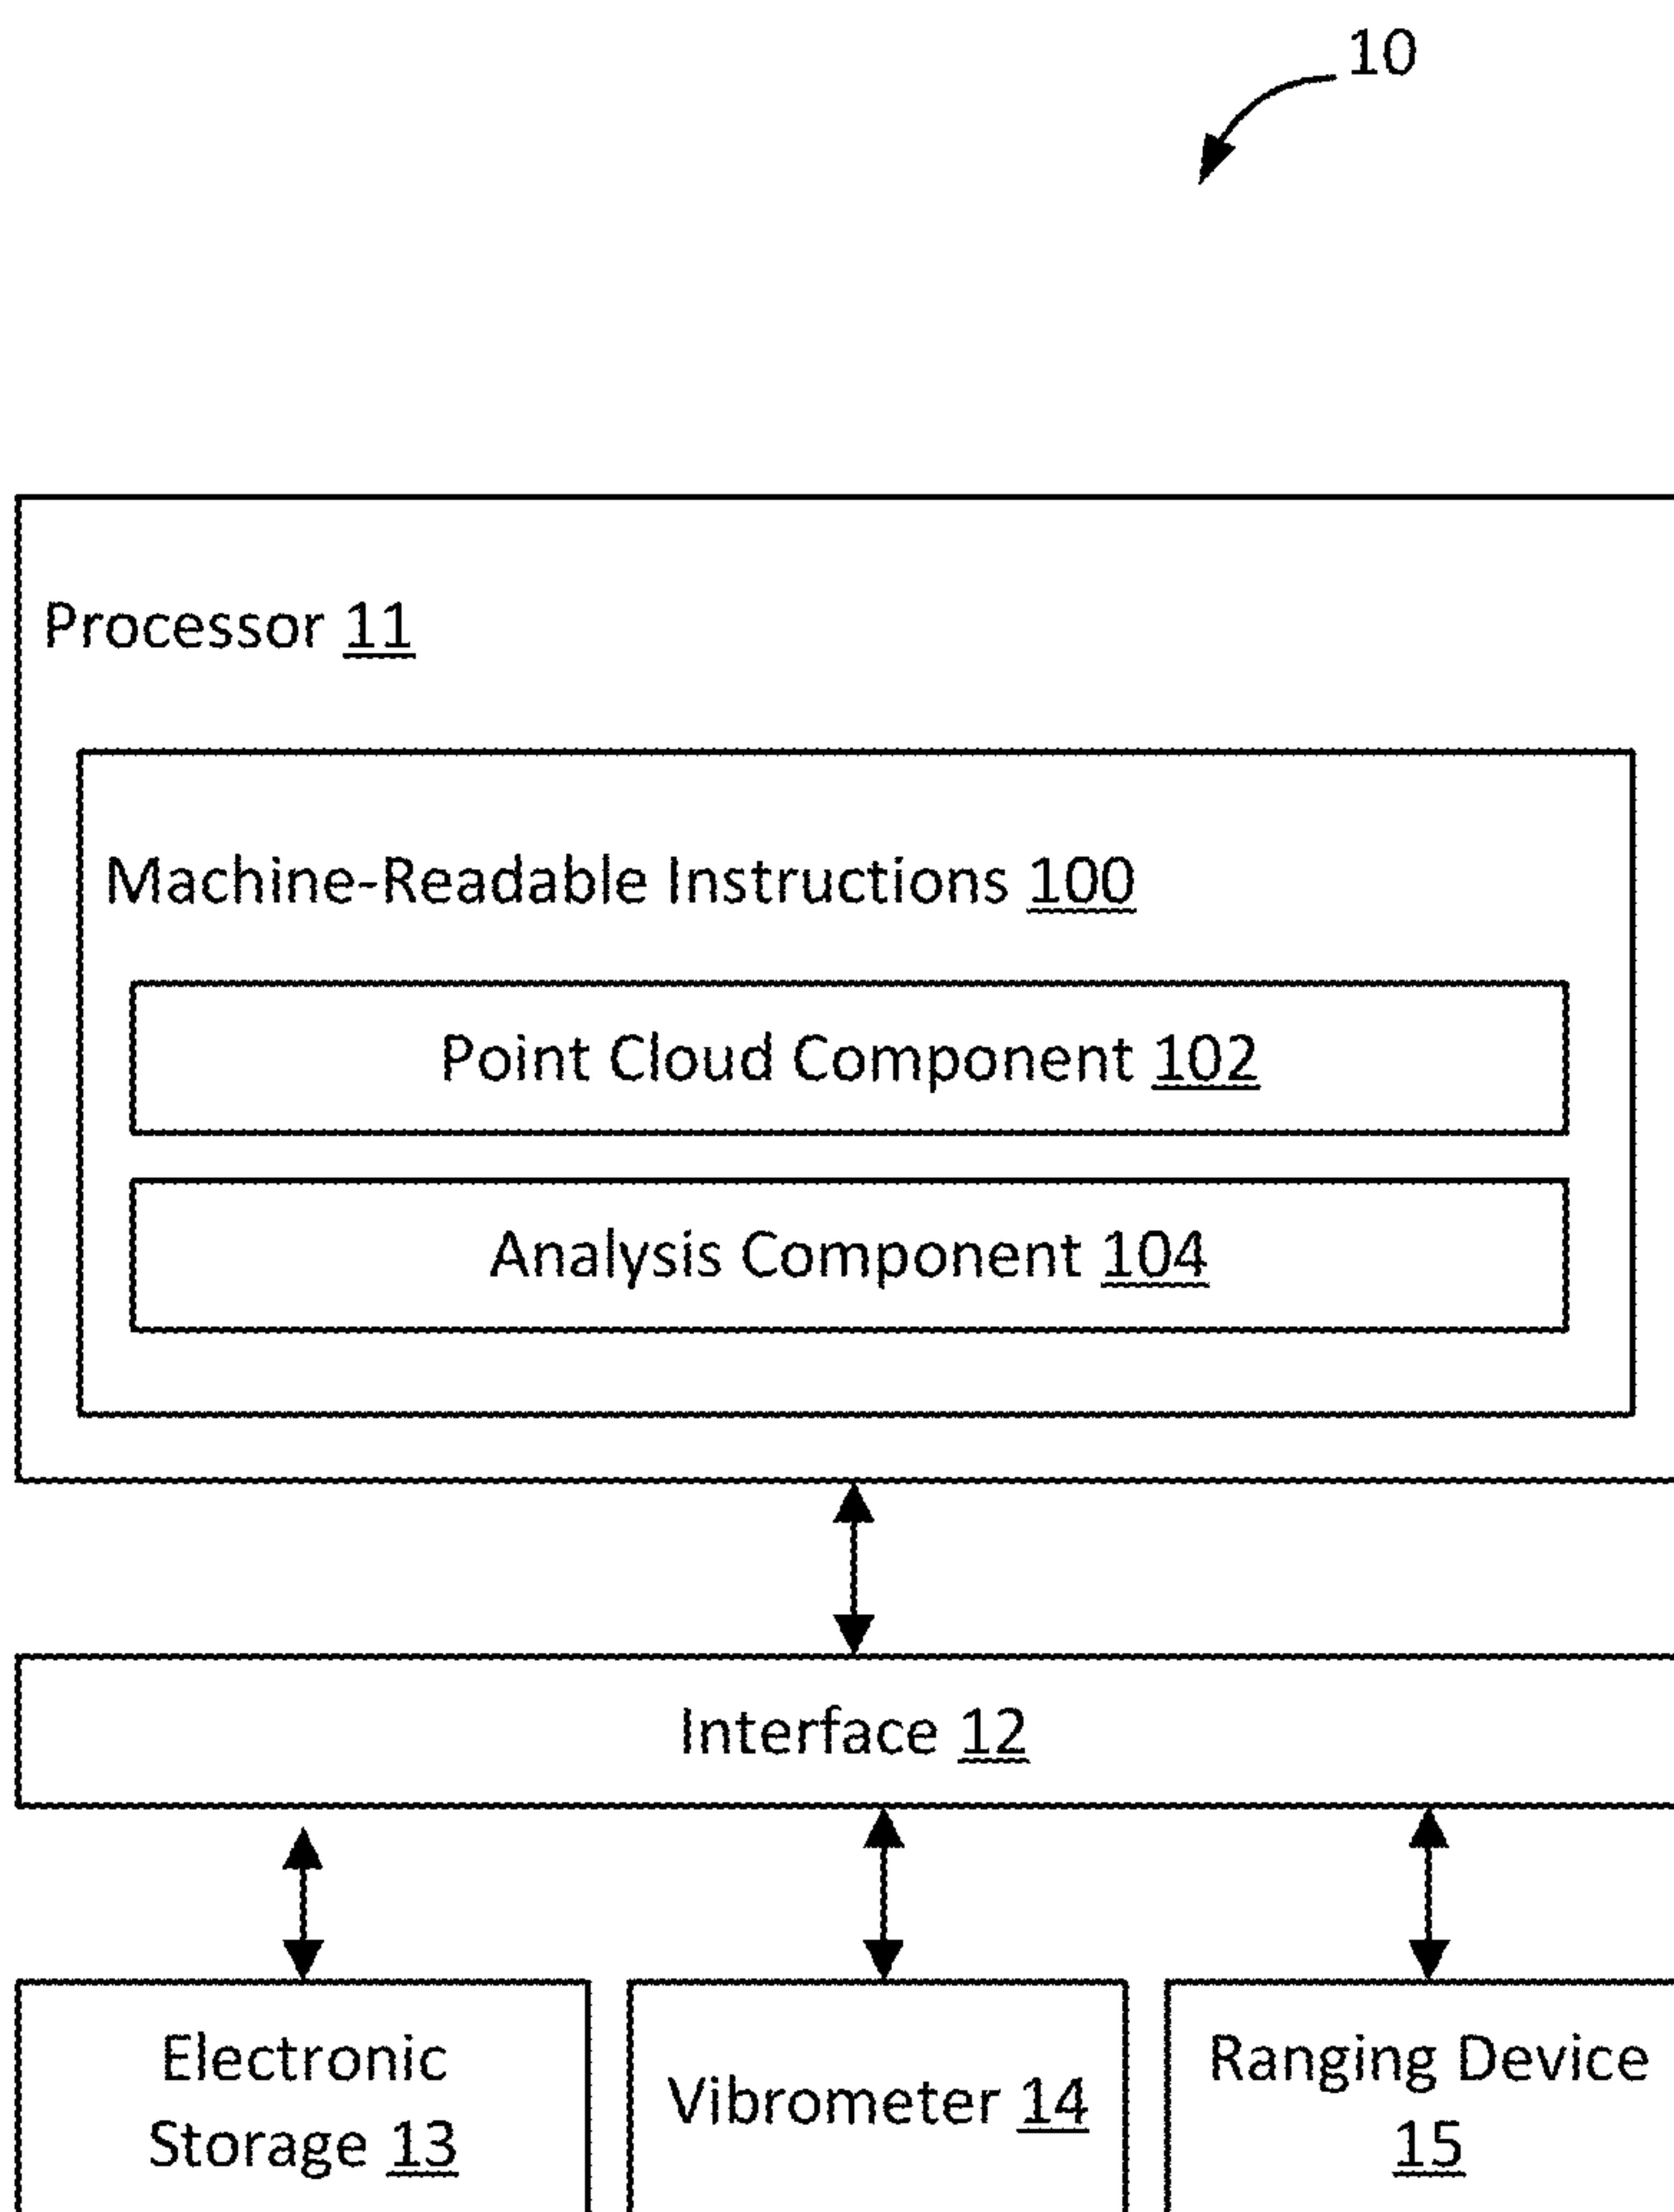 10
Processor 11
Machine-Readable Instructions 100
Point Cloud Component 102
Analysis Component 104
Interface 12
Electronic
Storage 13
Vibrometer 14
Ranging Device
15